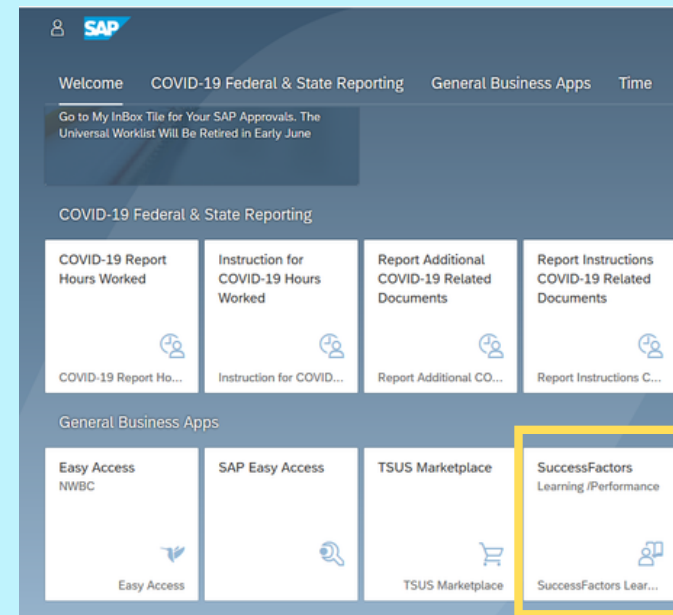 SAP
Welcome COVID-19 Federal & State Reporting General Business Apps Time
Go to My InBox Tile for Your SAP Approvals. The
Universal Worklist Will Be Retired in Early June
COVID-19 Federal & State Reporting
COVID-19 Report
Hours Worked
COVID-19 Report Ho...
Instruction for
COVID-19 Hours
Worked
Instruction for COVID...
Report Additional
COVID-19 Related
Documents
Report Additional CO...
Report Instructions
COVID-19 Related
Documents
Report Instructions C...
General Business Apps
Easy Access
NWBC
Easy Access
SAP Easy Access
TSUS Marketplace
TSUS Marketplace
SuccessFactors
Learning /Performance
SuccessFactors Lear...